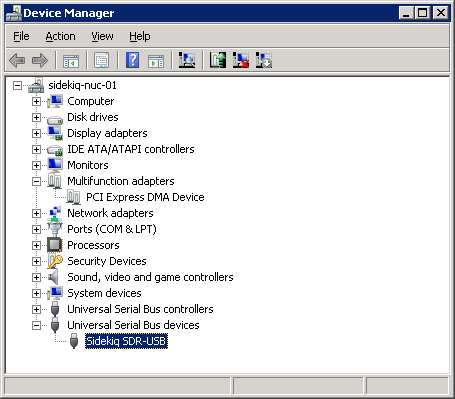 Device Manager
File Action View Help
sidekiq-nuc-01
Computer
Disk drives
Display adapters
IDE ATA/ATAPI controllers
Monitors
Multifunction adapters
PCI Express DMA Device
Network adapters
Ports (COM & LPT)
Processors
Security Devices
Sound, video and game controllers
System devices
Universal Serial Bus controllers
Universal Serial Bus devices
Sidekiq SDR-USB